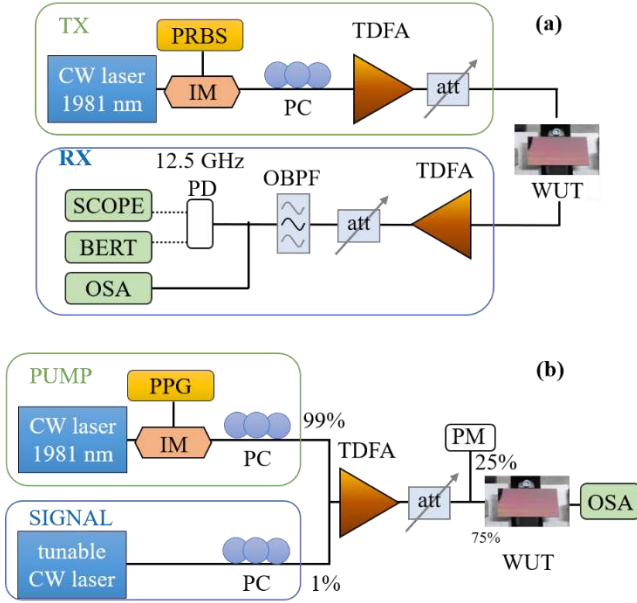 TX
(a)
PRBS
TDFA
CW laser
1981 nm
IM
PC
att
WUT
RX
12.5 GHz
PD
OBPF
TDFA
SCOPE
BERT
OSA
att
PUMP
(b)
PPG
CW laser
1981 nm
IM
PC
99%
TDFA
PM
25%
att
OSA
75%
WUT
SIGNAL
tunable
CW laser
PC
1%